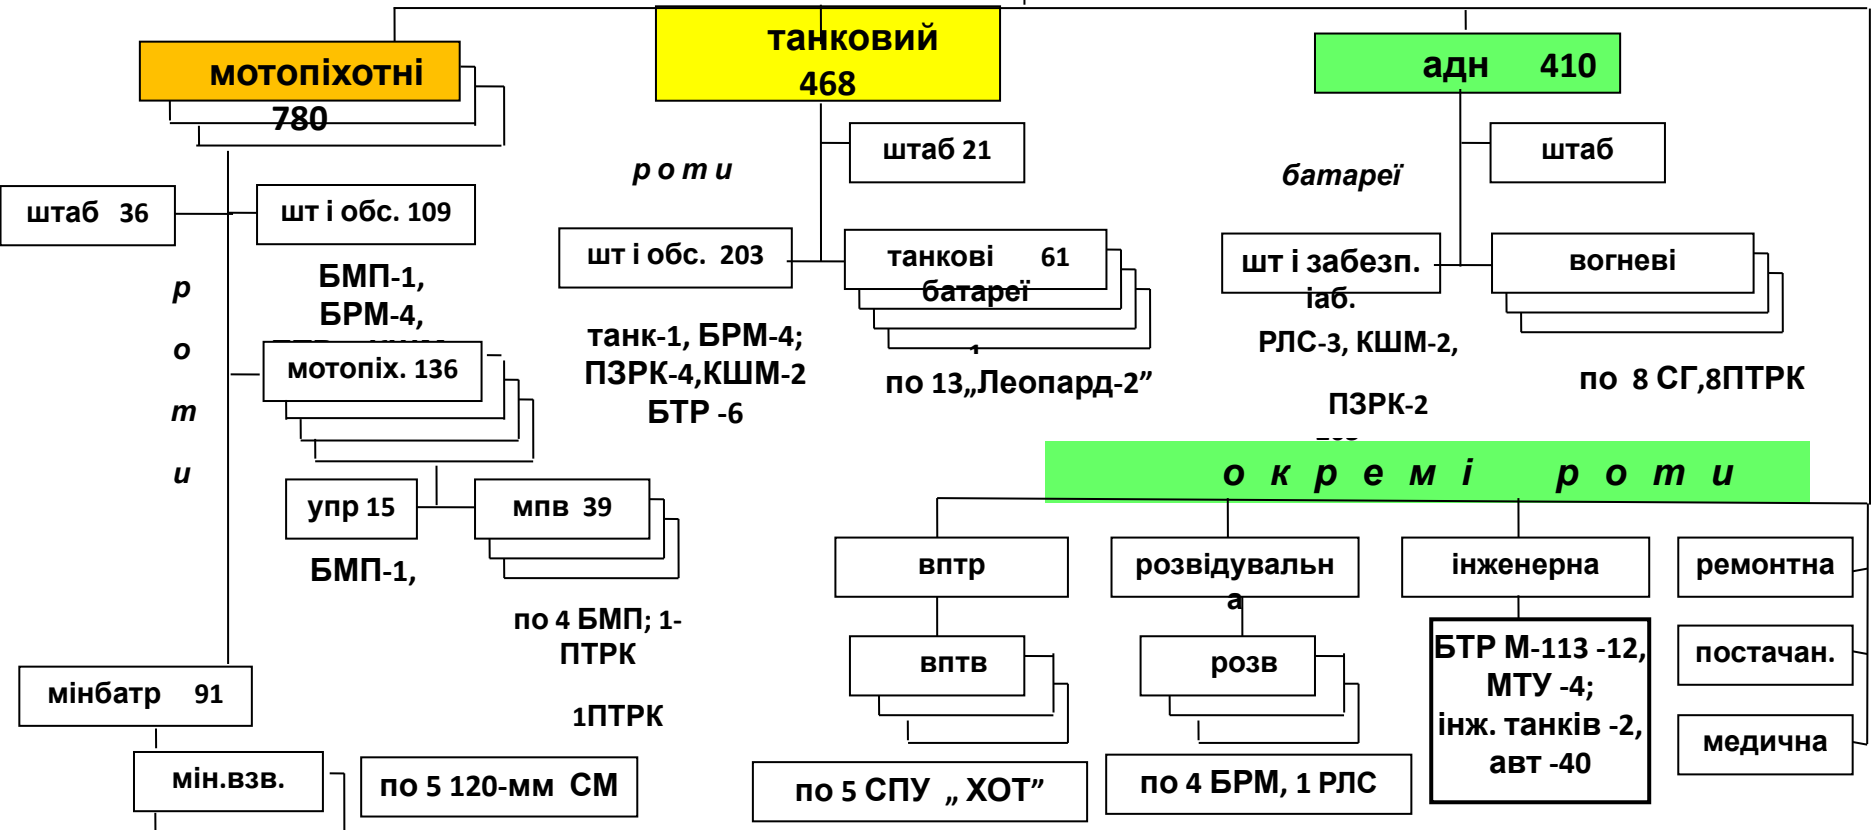 мотопіхотні
780
танковий
468
адн 410
штаб 36
шт і обс. 109
БМП-1,
БРМ-4,
р о т и
мотопіх. 136
упр 15
мпв 39
БМП-1,
по 4 БМП; 1-
ПТРК
1ПТРК
мінбатр 91
мін.взв.
по 5 120-мм СМ
р о т и
штаб 21
шт і обс. 203
танкові 61
батареї
танк-1, БРМ-4;
ПЗРК-4,КШМ-2
БТР -6
по 13„Леопард-2”
батареї
штаб
шт і забезп.
іаб.
вогневі
РЛС-3, КШМ-2,
ПЗРК-2
по 8 СГ,8ПТРК
о к р е м і р о т и
вптр
розвідувальн
а
інженерна
ремонтна
вптв
розв
БТР М-113 -12,
МТУ -4;
інж. танків -2,
авт -40
постачан.
медична
по 5 СПУ „ ХОТ”
по 4 БРМ, 1 РЛС